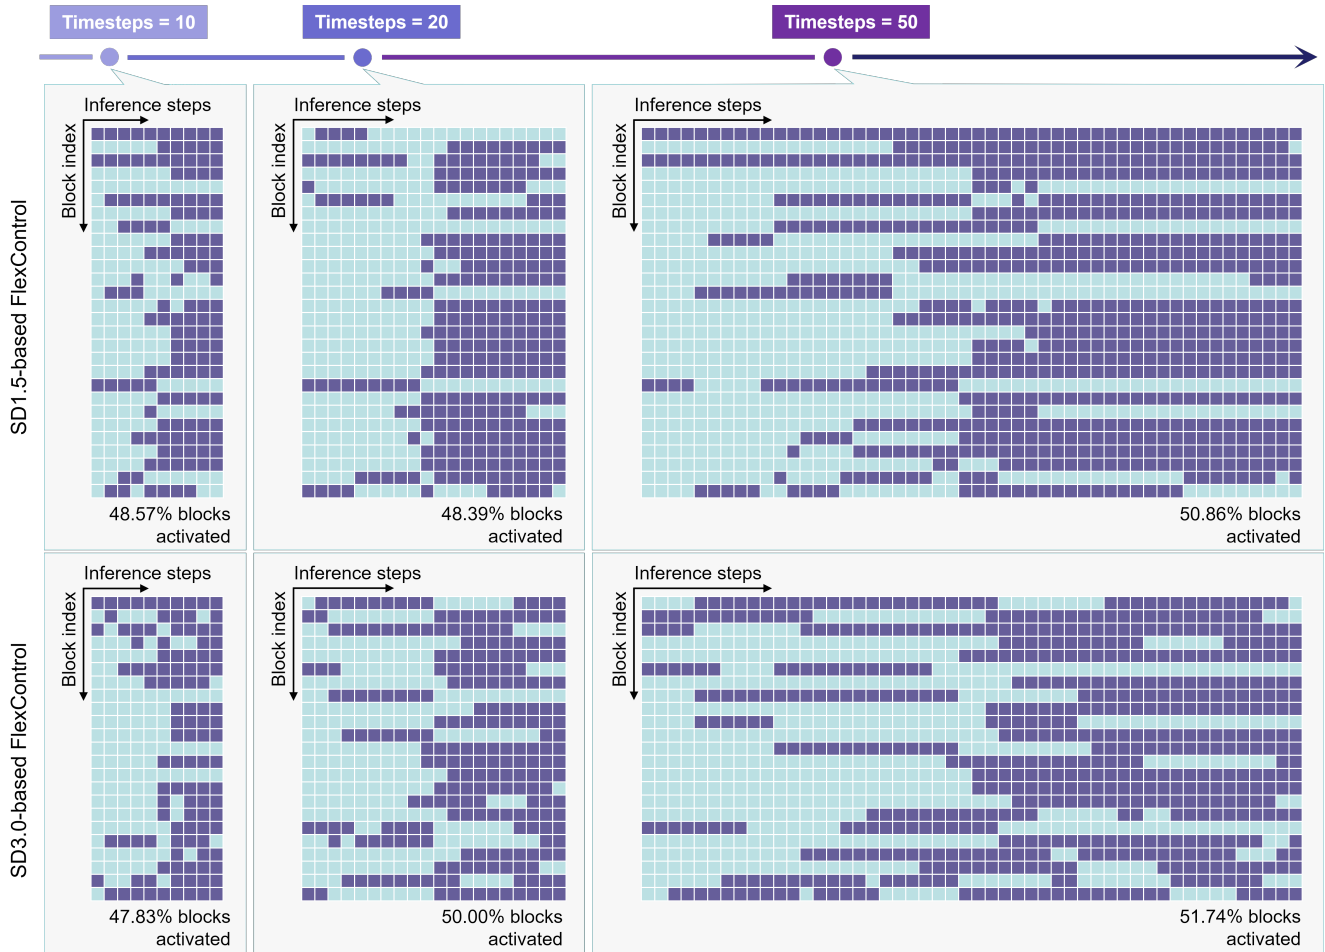 Timesteps = 10
Timesteps = 20
Timesteps = 50
SD1.5-based FlexControl
Inference steps
Block index
48.57% blocks
activated
Inference steps
Block index
48.39% blocks
activated
Inference steps
Block index
50.86% blocks
activated
SD3.0-based FlexControl
Inference steps
Block index
47.83% blocks
activated
Inference steps
Block index
50.00% blocks
activated
Inference steps
Block index
51.74% blocks
activated